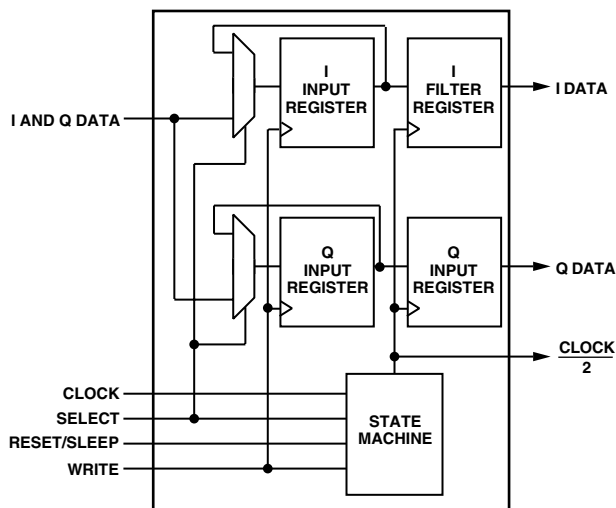 I
INPUT
REGISTER
I
FILTER
REGISTER
I DATA
I AND Q DATA
Q
INPUT
REGISTER
Q
INPUT
REGISTER
Q DATA
CLOCK
2
CLOCK
SELECT
RESET/SLEEP
WRITE
STATE
MACHINE